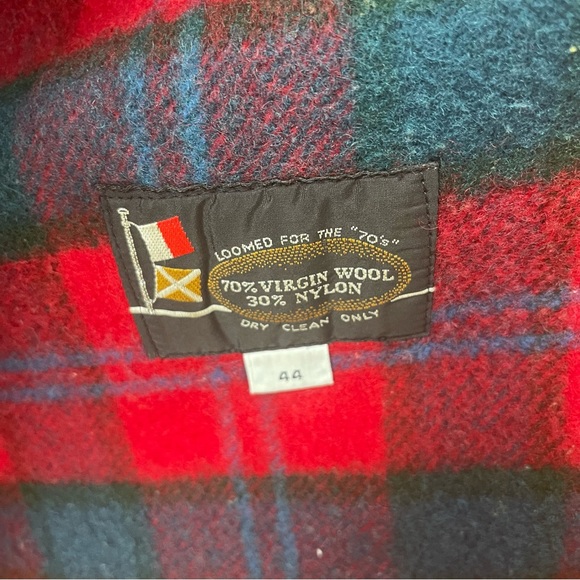 LOOMED FOR THE "70's"
70% VIRGIN WOOL
30% NYLON
DRY CLEAN ONLY
44